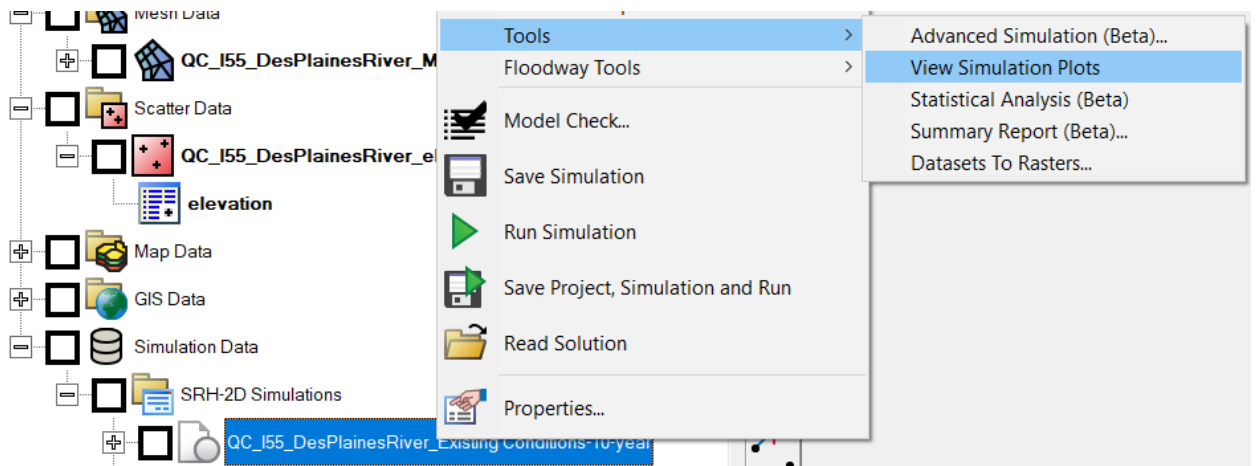 Mesh Data
QC_I55_DesPlainesRiver_M
Scatter Data
QC_I55_DesPlainesRiver_el
elevation
Map Data
GIS Data
Simulation Data
SRH-2D Simulations
QC_I55_DesPlainesRiver_Existing Conditions-10-year
Tools
Floodway Tools
Model Check...
Save Simulation
Run Simulation
Save Project, Simulation and Run
Read Solution
Properties...
Advanced Simulation (Beta)...
View Simulation Plots
Statistical Analysis (Beta)
Summary Report (Beta)...
Datasets To Rasters...